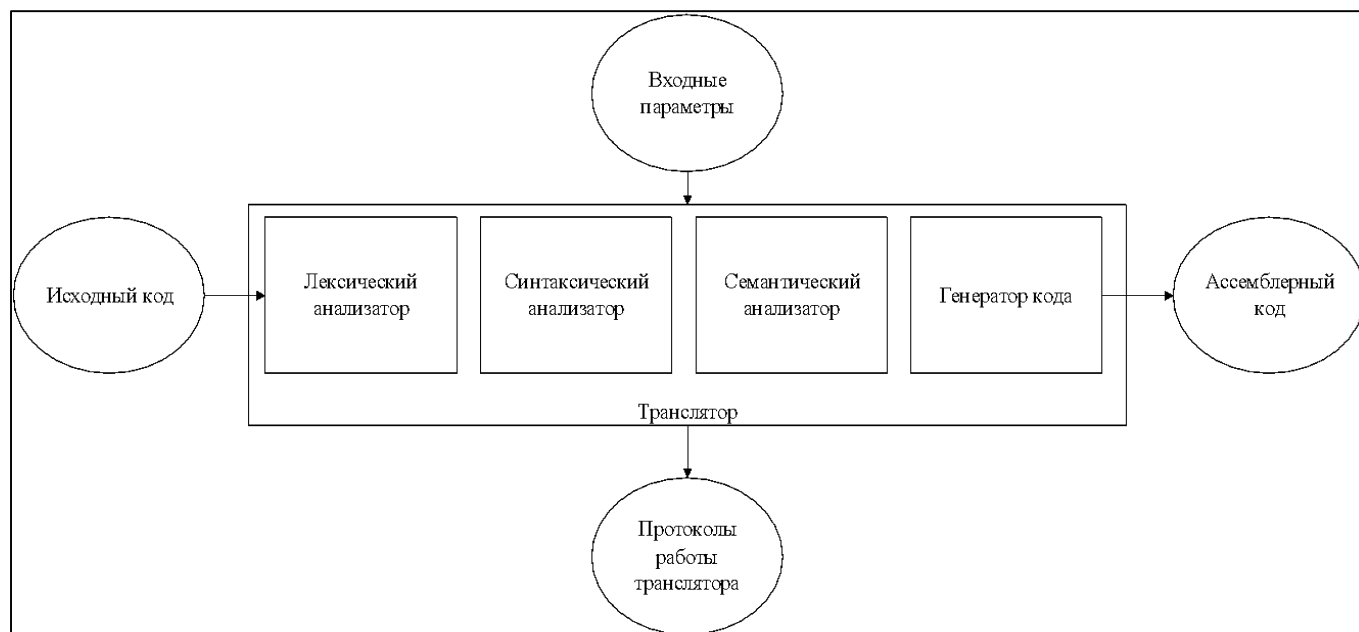 Входные
параметры
Исходный код
Лексический
анализатор
Синтаксический
анализатор
Семантический
анализатор
Генератор кода
Ассемблерный
код
Транслятор
Протоколы
работы
транслятора